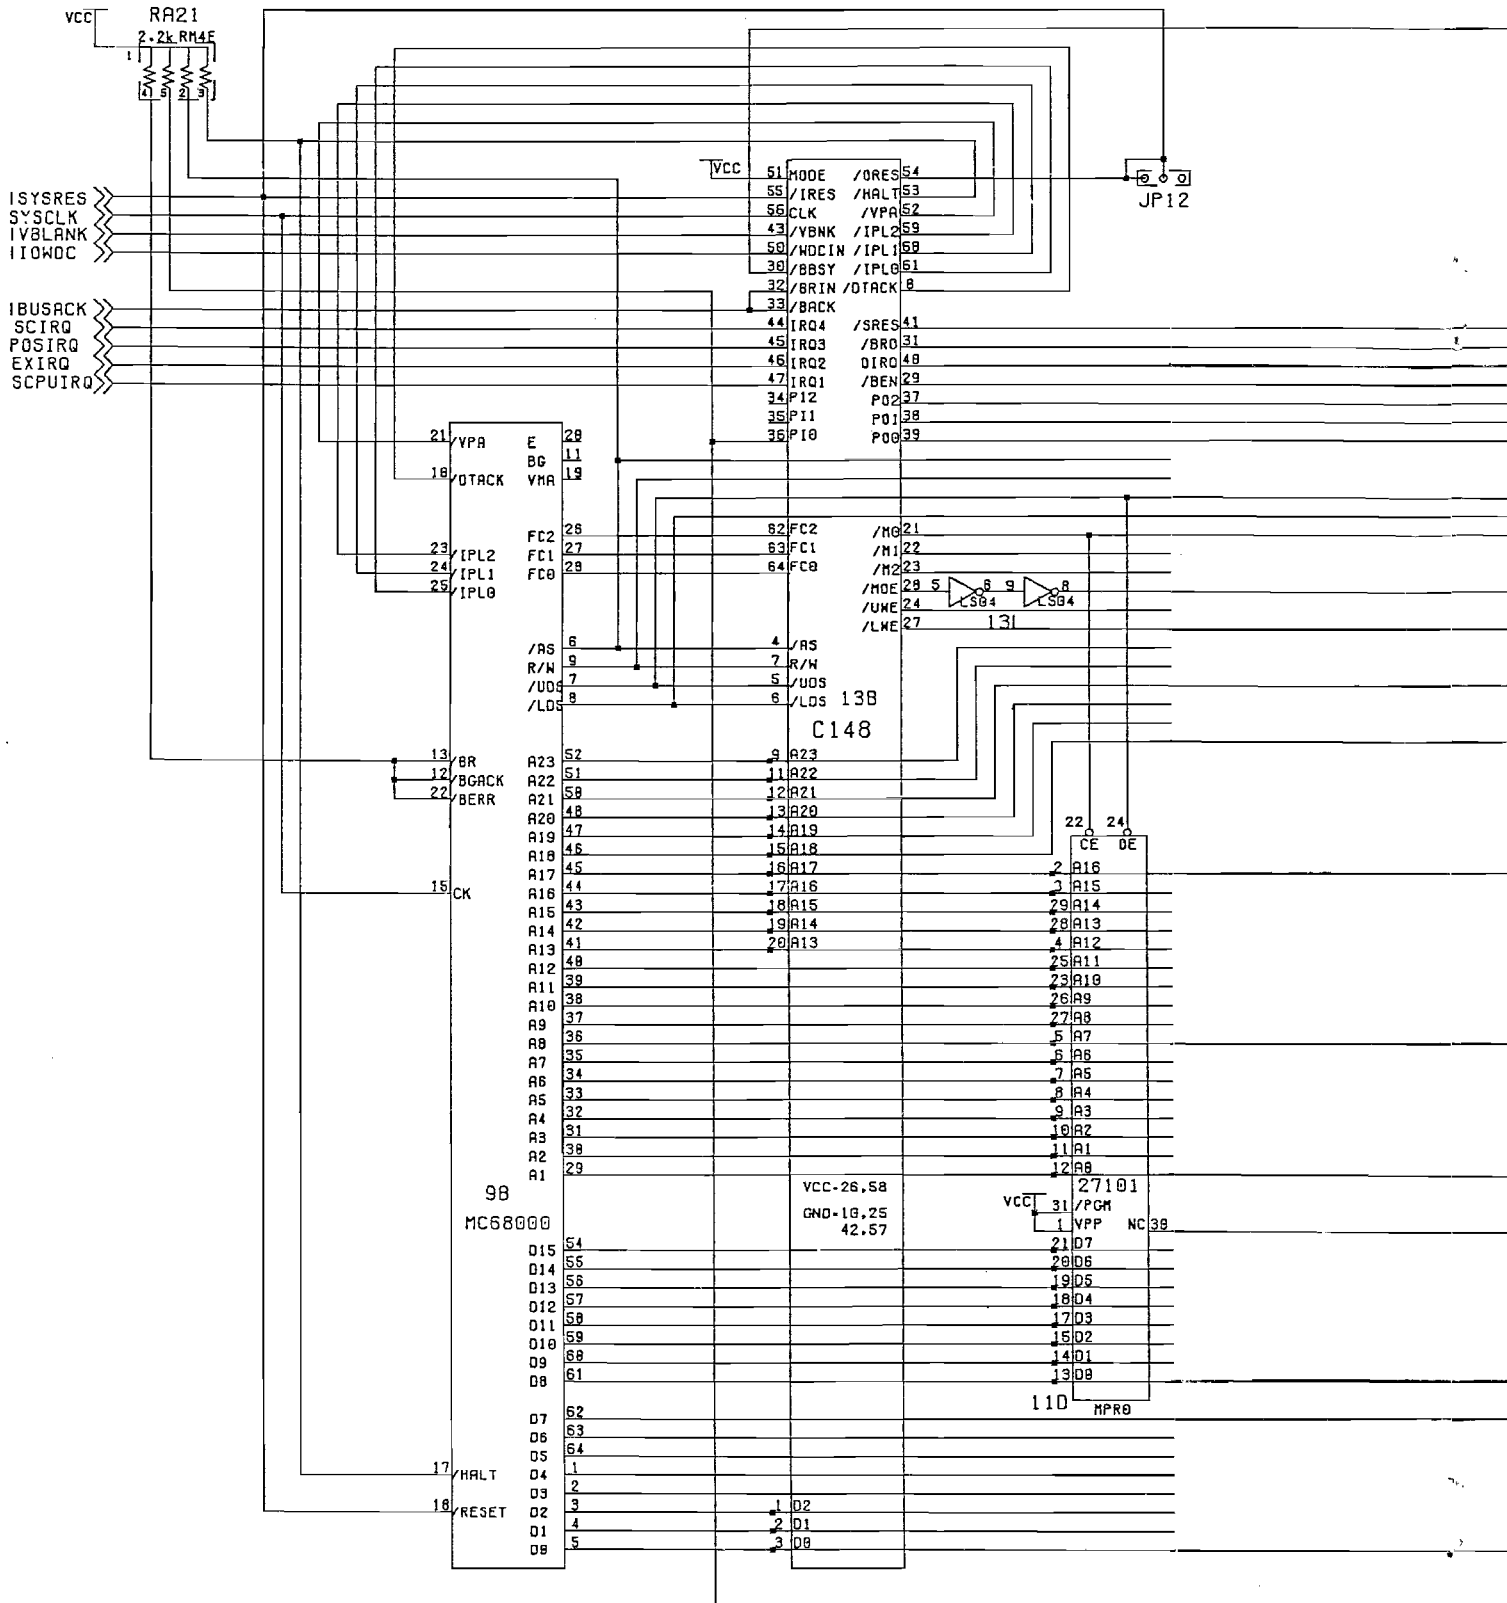 VCC
RA21
2.2k RM4E
1
4 5 2 3
ISYSRES
SYSCLK
IVBLANK
IIOWDC
IBUSACK
SCIRQ
POSIRQ
EXIRQ
SCPUIRQ
VCC
51 MODE /ORES 54
55 /IRES /HALT 53
56 CLK /VPA 52
43 /VBNK /IPL2 59
50 /WDCIN /IPL1 60
30 /BBSY /IPL0 61
32 /BRIN /DTACK 8
33 /BACK
44 IRQ4 /SRES 41
45 IRQ3 /BRO 31
46 IRQ2 OIRQ 40
47 IRQ1 /BEN 29
34 PI2 PO2 37
35 PI1 PO1 38
36 PI0 PO0 39
JP12
21 /VPA E 20
BG 11
18 /DTACK VMA 19
FC2 26 62 FC2 /M0 21
23 /IPL2 FC1 27 63 FC1 /M1 22
24 /IPL1 FC0 28 64 FC0 /M2 23
25 /IPL0
/MOE 28 5 6 9 8
LS04 LS04
/UWE 24
13L
/LWE 27
/AS 6 4 /AS
R/W 9 7 R/W
/UDS 7 5 /UDS
/LDS 8 6 /LDS 13B
C148
13 /BR A23 52 9 A23
12 /BGACK A22 51 11 A22
22 /BERR A21 50 12 A21
A20 48 13 A20
A19 47 14 A19
A18 46 15 A18
A17 45 16 A17
15 CK A16 44 17 A16
A15 43 18 A15
A14 42 19 A14
A13 41 20 A13
A12 40
A11 39
A10 38
A9 37
A8 36
A7 35
A6 34
A5 33
A4 32
A3 31
A2 30
A1 29
9B
MC68000
D15 54
D14 55
D13 56
D12 57
D11 58
D10 59
D9 60
D8 61
D7 62
D6 63
D5 64
17 /HALT D4 1
D3 2
18 /RESET D2 3 1 D2
D1 4 2 D1
D0 5 3 D0
VCC-26,58
GND-10,25
42,57
22 24
CE OE
2 A16
3 A15
29 A14
28 A13
4 A12
25 A11
23 A10
26 A9
27 A8
5 A7
6 A6
7 A5
8 A4
9 A3
10 A2
11 A1
12 A0
27101
VCC 31 /PGM
1 VPP NC 30
21 D7
20 D6
19 D5
18 D4
17 D3
15 D2
14 D1
13 D0
11D
MPR0